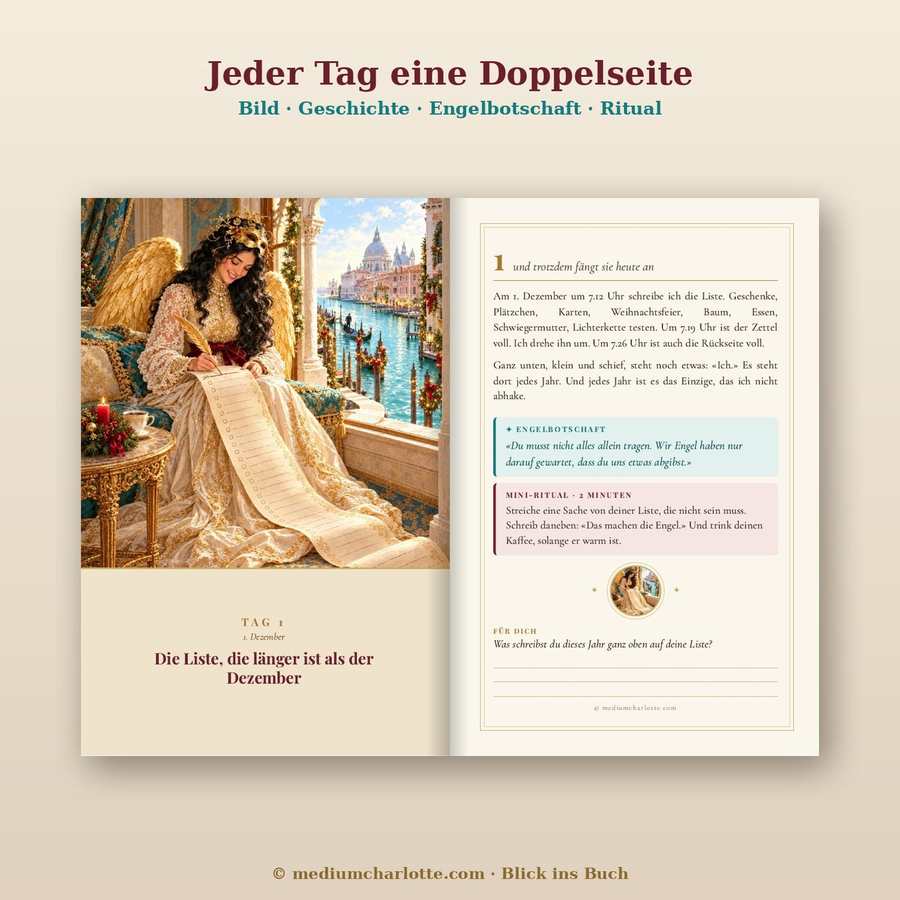 Jeder Tag eine Doppelseite
Bild · Geschichte · Engelbotschaft · Ritual
TAG 1
1. Dezember
Die Liste, die länger ist als der
Dezember
1 und trotzdem fängt sie heute an
Am 1. Dezember um 7.12 Uhr schreibe ich die Liste. Geschenke,
Plätzchen, Karten, Weihnachtsfeier, Baum, Essen,
Schwiegermutter, Lichterkette testen. Um 7.19 Uhr ist der Zettel
voll. Ich drehe ihn um. Um 7.26 Uhr ist auch die Rückseite voll.
Ganz unten, klein und schief, steht noch etwas: «Ich.» Es steht
dort jedes Jahr. Und jedes Jahr ist es das Einzige, das ich nicht
abhake.
✦ ENGELBOTSCHAFT
«Du musst nicht alles allein tragen. Wir Engel haben nur
darauf gewartet, dass du uns etwas abgibst.»
MINI-RITUAL · 2 MINUTEN
Streiche eine Sache von deiner Liste, die nicht sein muss.
Schreib daneben: «Das machen die Engel.» Und trink deinen
Kaffee, solange er warm ist.
FÜR DICH
Was schreibst du dieses Jahr ganz oben auf deine Liste?
© mediumcharlotte.com
© mediumcharlotte.com · Blick ins Buch